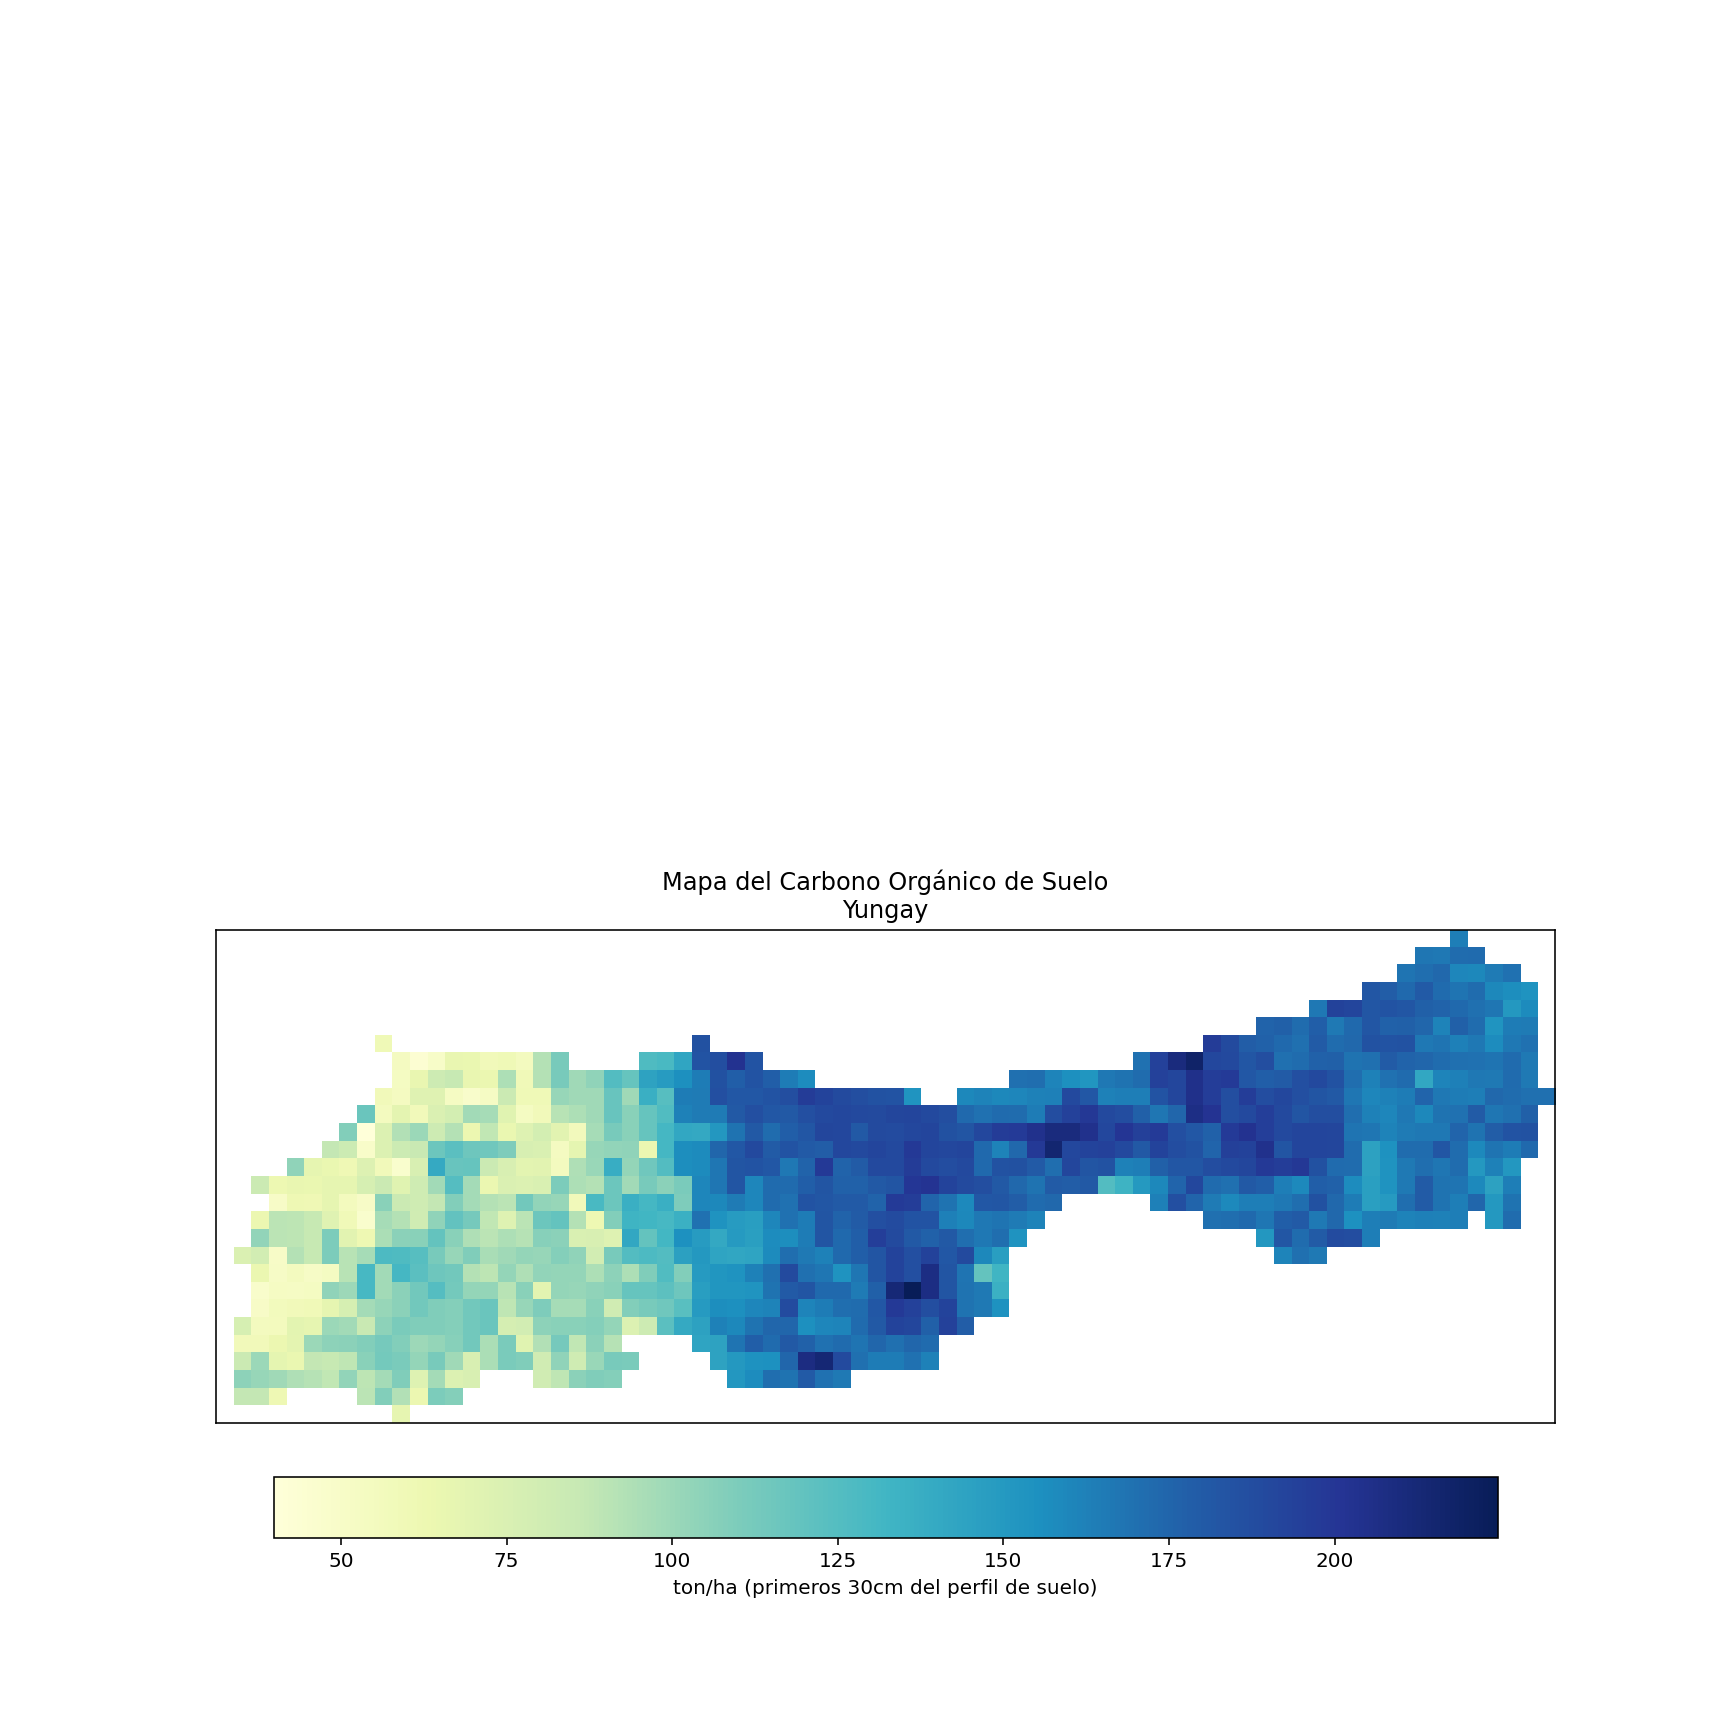 Mapa del Carbono Orgánico de Suelo
Yungay
50 75 100 125 150 175 200
ton/ha (primeros 30cm del perfil de suelo)